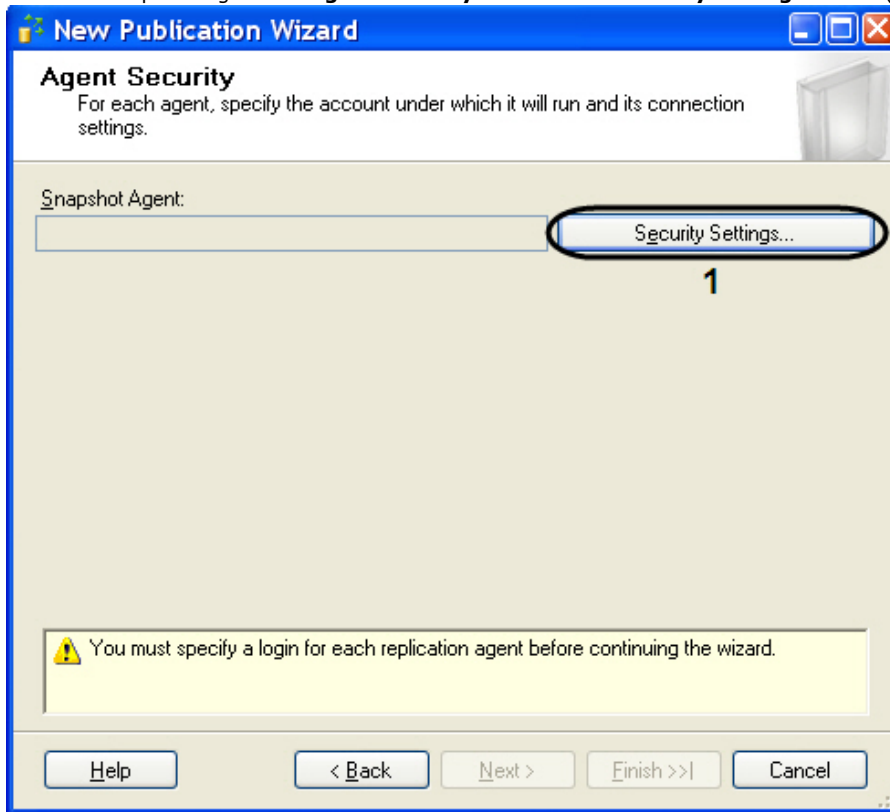 New Publication Wizard
Agent Security
For each agent, specify the account under which it will run and its connection
settings.
Snapshot Agent:
Security Settings...
1
You must specify a login for each replication agent before continuing the wizard.
Help
< Back
Next >
Finish >>|
Cancel